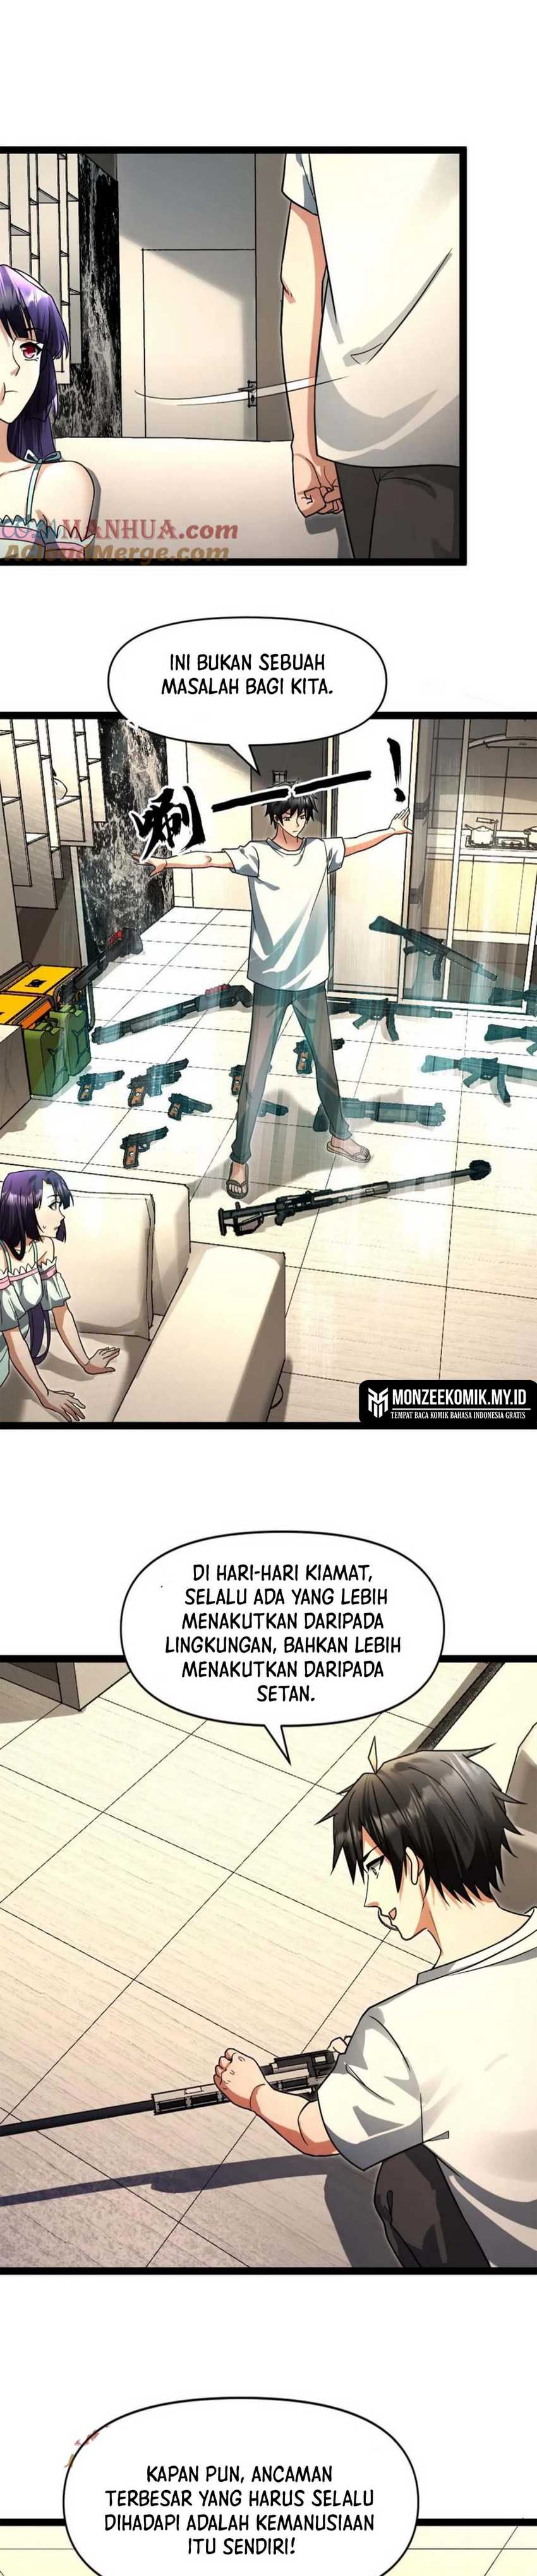 MANHUA.com
INI BUKAN SEBUAH
MASALAH BAGI KITA.
唰——！
MONZEEKOMIK.MY.ID
TEMPAT BACA KOMIK BAHASA INDONESIA GRATIS
DI HARI-HARI KIAMAT,
SELALU ADA YANG LEBIH
MENAKUTKAN DARIPADA
LINGKUNGAN, BAHKAN LEBIH
MENAKUTKAN DARIPADA
SETAN.
KAPAN PUN, ANCAMAN
TERBESAR YANG HARUS SELALU
DIHADAPI ADALAH KEMANUSIAAN
ITU SENDIRI!